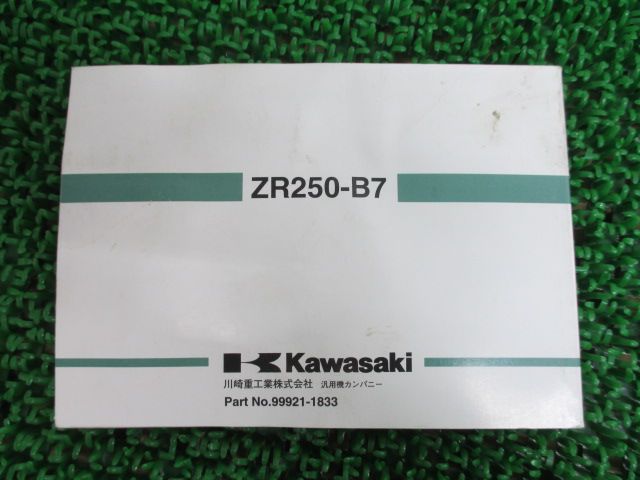 ZR250-B7
Kawasaki
川崎重工業株式会社 汎用機カンパニー
Part No.99921-1833